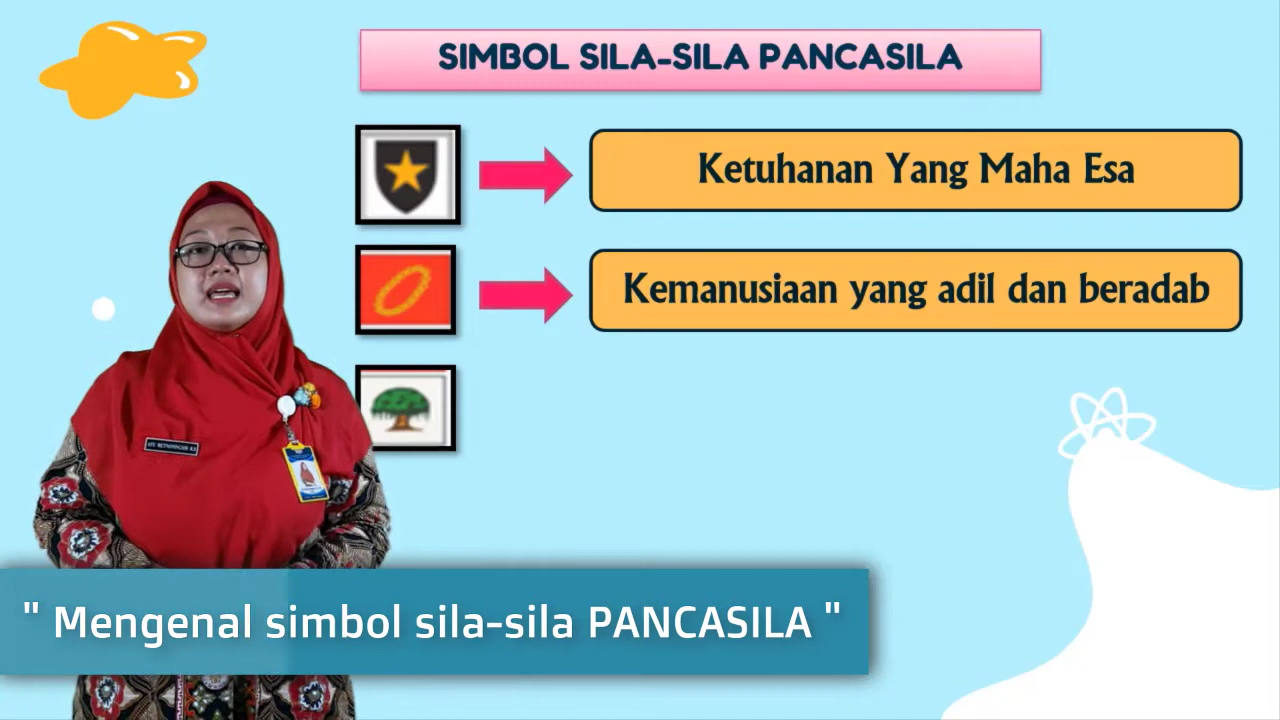 SIMBOL SILA-SILA PANCASILA
Ketuhanan Yang Maha Esa
Kemanusiaan yang adil dan beradab
" Mengenal simbol sila-sila PANCASILA "